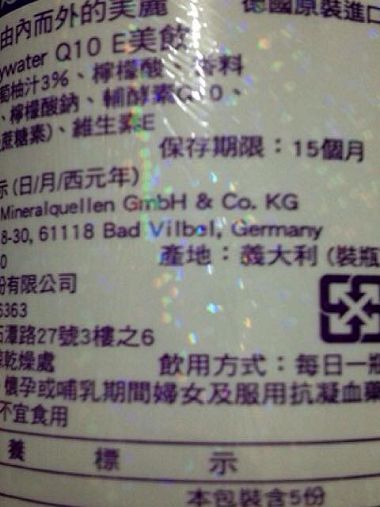 由內而外的美麗
德國原裝進口
ywater Q10 E美飲
葡柚汁3%、檸檬酸、香料
、檸檬酸鈉、輔酵素Q10、
(蔗糖素)、維生素E
保存期限：15個月
示(日/月/西元年)
Mineralquellen GmbH & Co. KG
8-30, 61118 Bad Vilbel, Germany
0
產地：義大利(裝瓶
份有限公司
6363
石潭路27號3樓之6
乾燥處
飲用方式：每日一瓶
懷孕或哺乳期間婦女及服用抗凝血藥
不宜食用
養標示
本包裝含5份